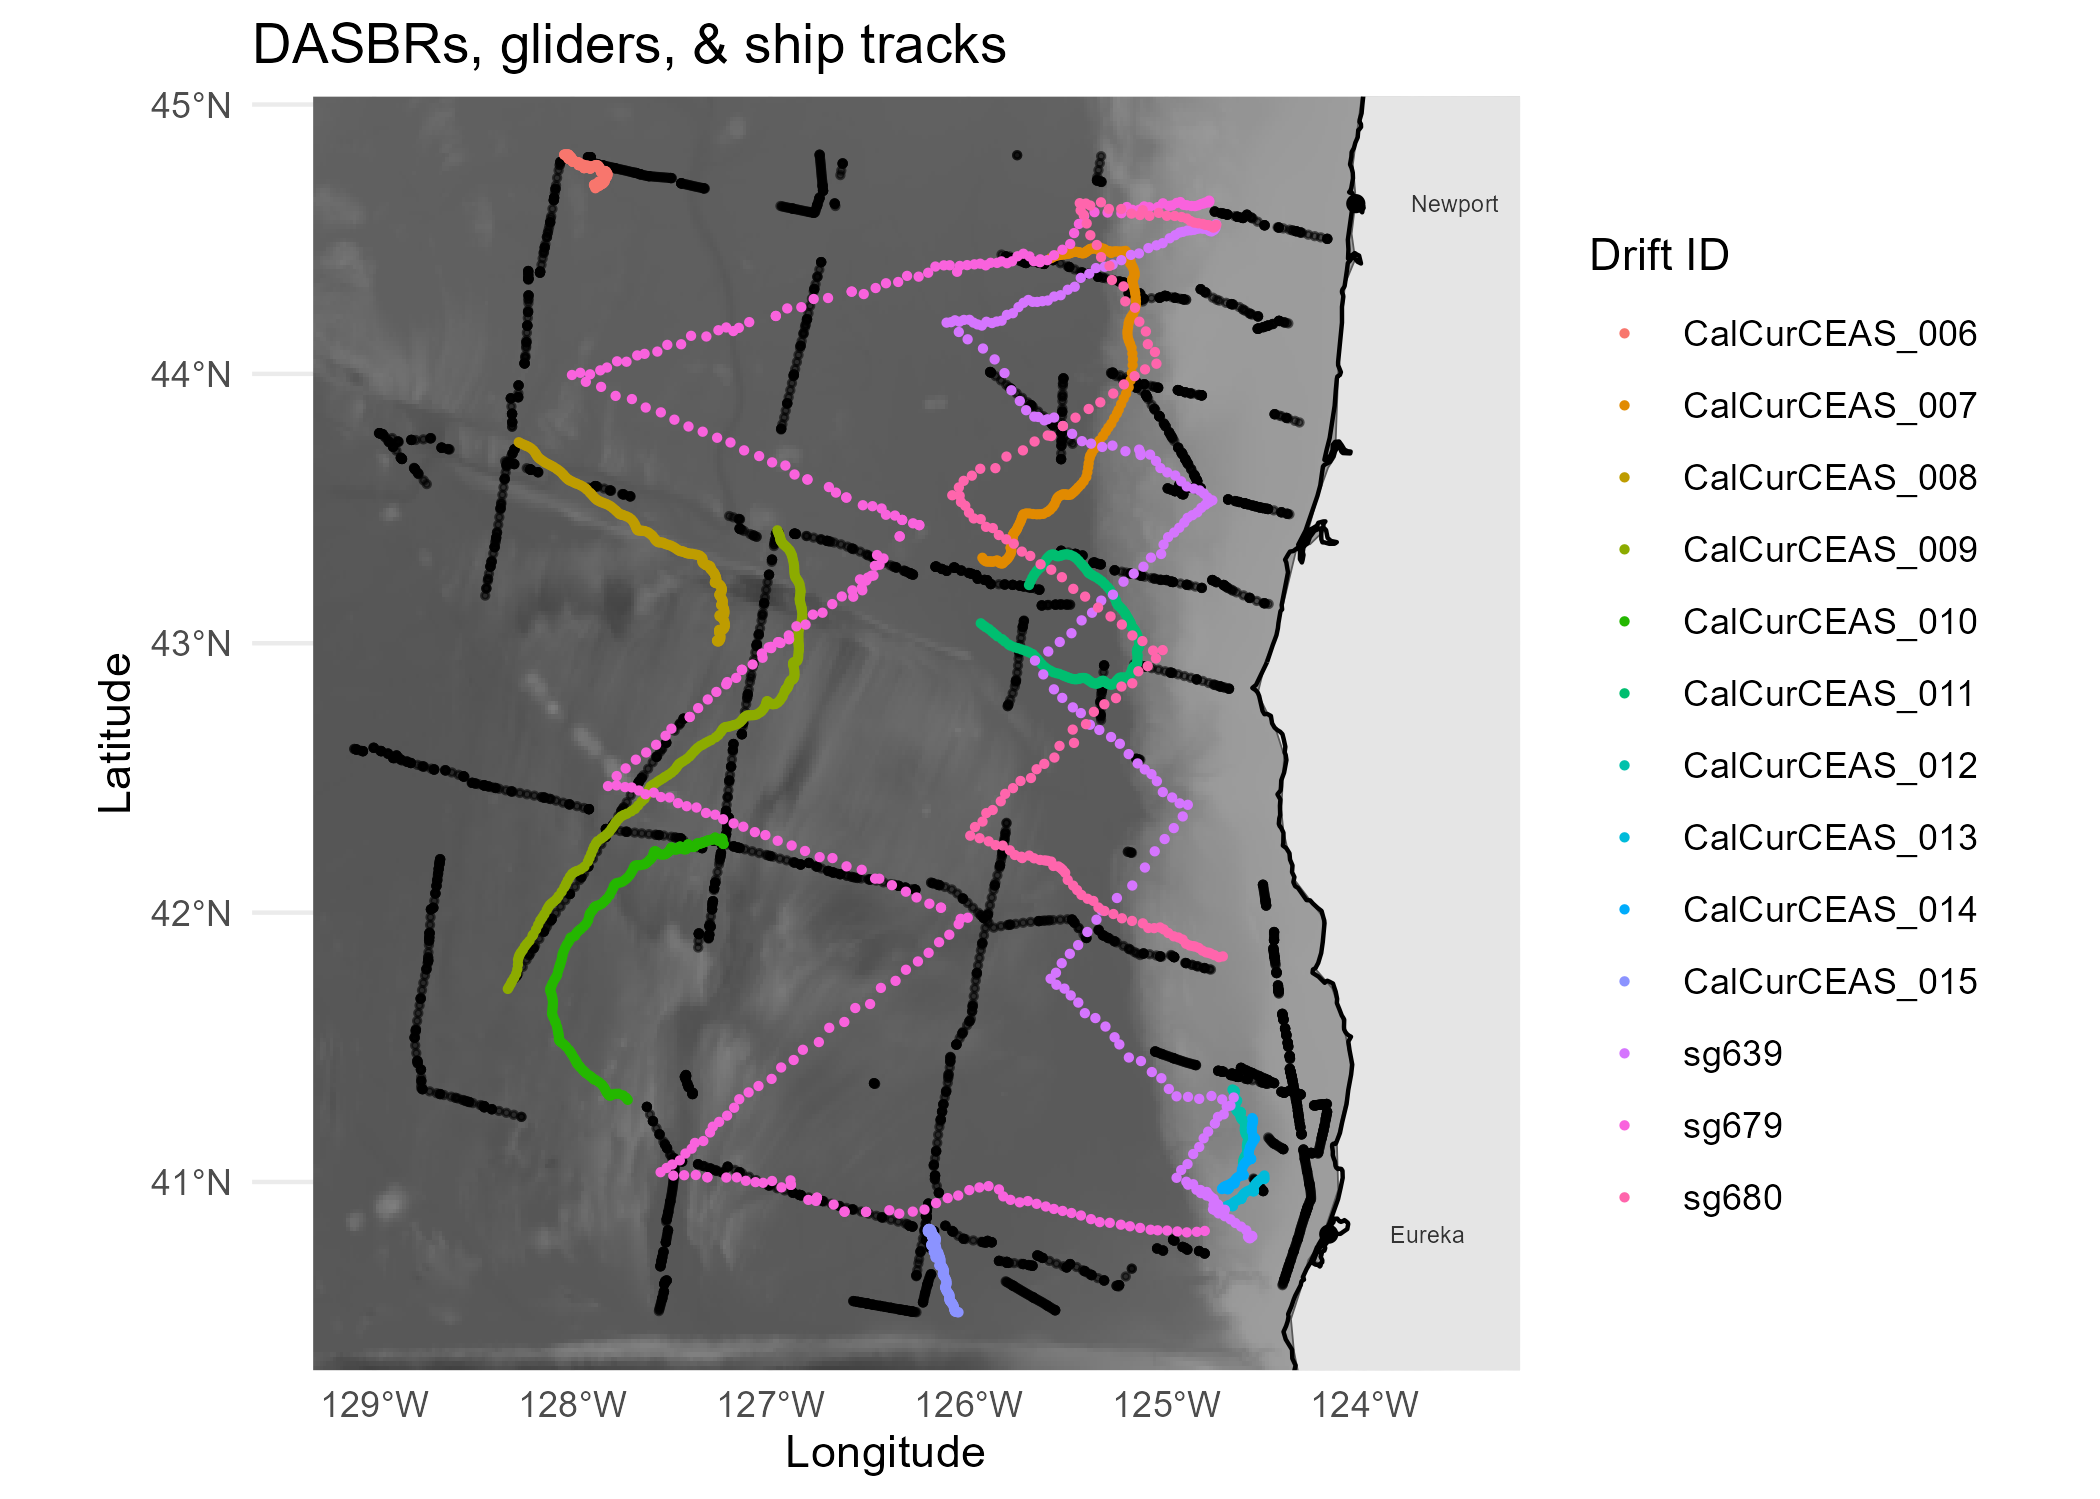 DASBRs, gliders, & ship tracks
45°N
44°N
43°N
42°N
41°N
Latitude
129°W
128°W
127°W
126°W
125°W
124°W
Longitude
Newport
Eureka
Drift ID
CalCurCEAS_006
CalCurCEAS_007
CalCurCEAS_008
CalCurCEAS_009
CalCurCEAS_010
CalCurCEAS_011
CalCurCEAS_012
CalCurCEAS_013
CalCurCEAS_014
CalCurCEAS_015
sg639
sg679
sg680